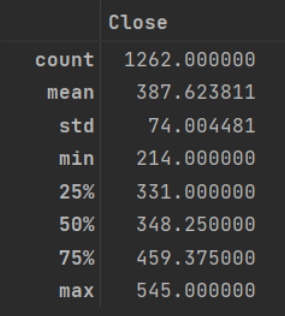 Close
count 1262.000000
mean 387.623811
std 74.004481
min 214.000000
25% 331.000000
50% 348.250000
75% 459.375000
max 545.000000